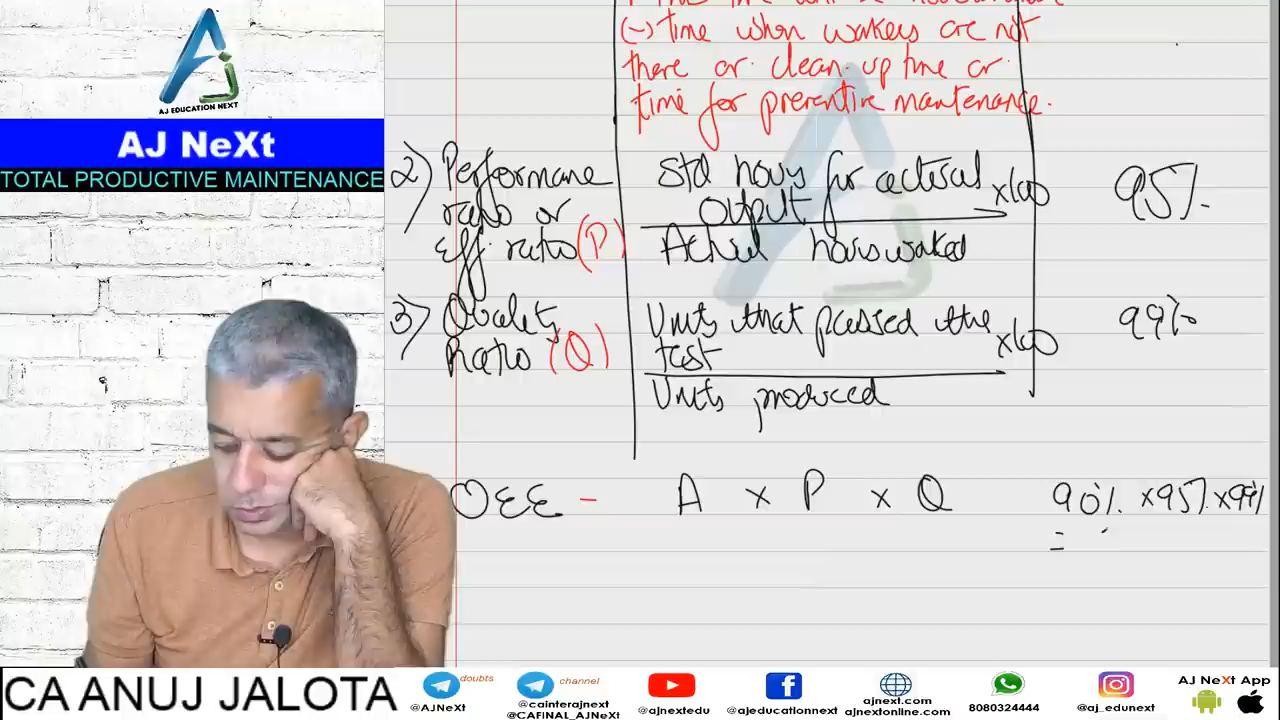 (-) time when workers are not
there or clean up time or
time for preventive maintenance.
AJ EDUCATION NEXT
AJ NeXt
TOTAL PRODUCTIVE MAINTENANCE
2) Performane
ratio or
Eff. ratio (P)
Std hours for actual
output
x100
Actual hours worked
95%
3) Quality
Ratio (Q)
Units that passed the
test
x100
Units produced
99%
OEE - A x P x Q 90% x95% x99%
=
CA ANUJ JALOTA
doubts
@AJNeXt
channel
@cainterajnext
@CAFINAL_AJNeXt
@ajnextedu
@ajeducationnext
ajnext.com
ajnextonline.com
8080324444
@aj_edunext
AJ NeXt App